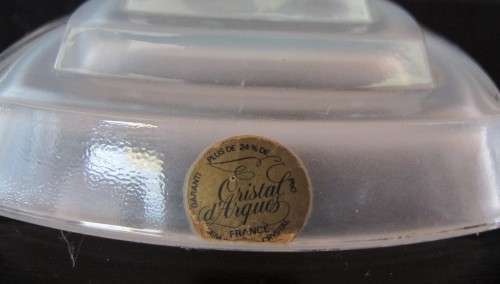 GARANTI PLUS DE 24% DE
Cristal
d'Arques
FRANCE